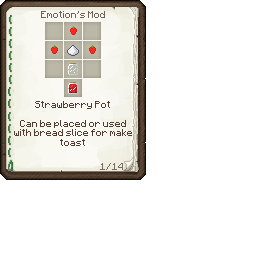 Emotion's Mod
Strawberry Pot
Can be placed or used
with bread slice for make
toast
1/14